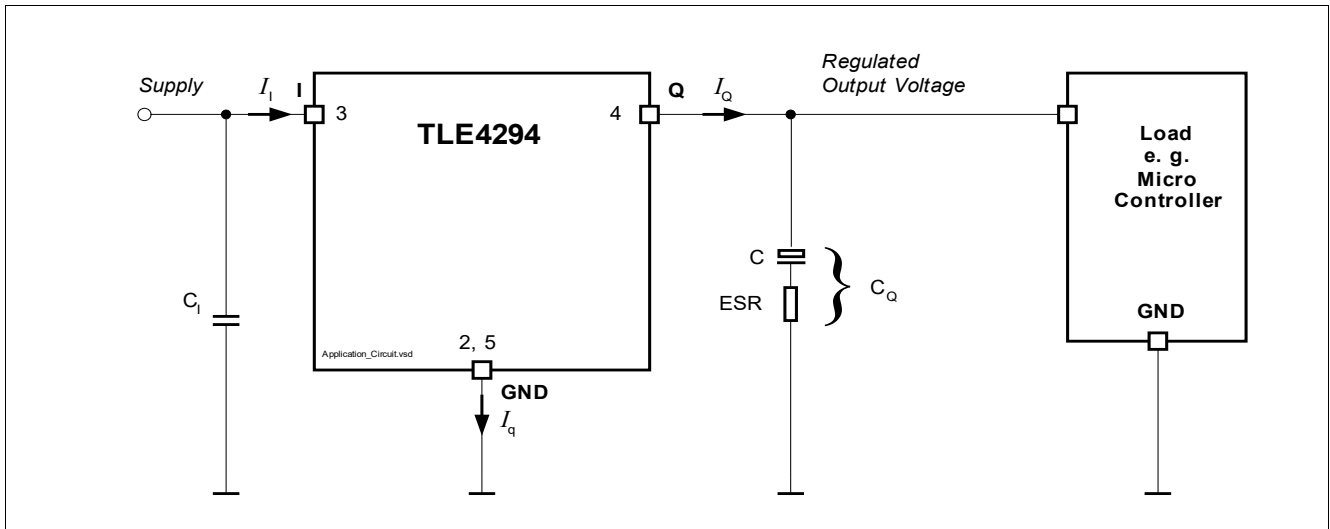 Supply
I_I
I
3
TLE4294
4
Q
I_Q
Regulated
Output Voltage
Load
e. g.
Micro
Controller
C_I
C
ESR
C_Q
2, 5
Application_Circuit.vsd
GND
I_q
GND